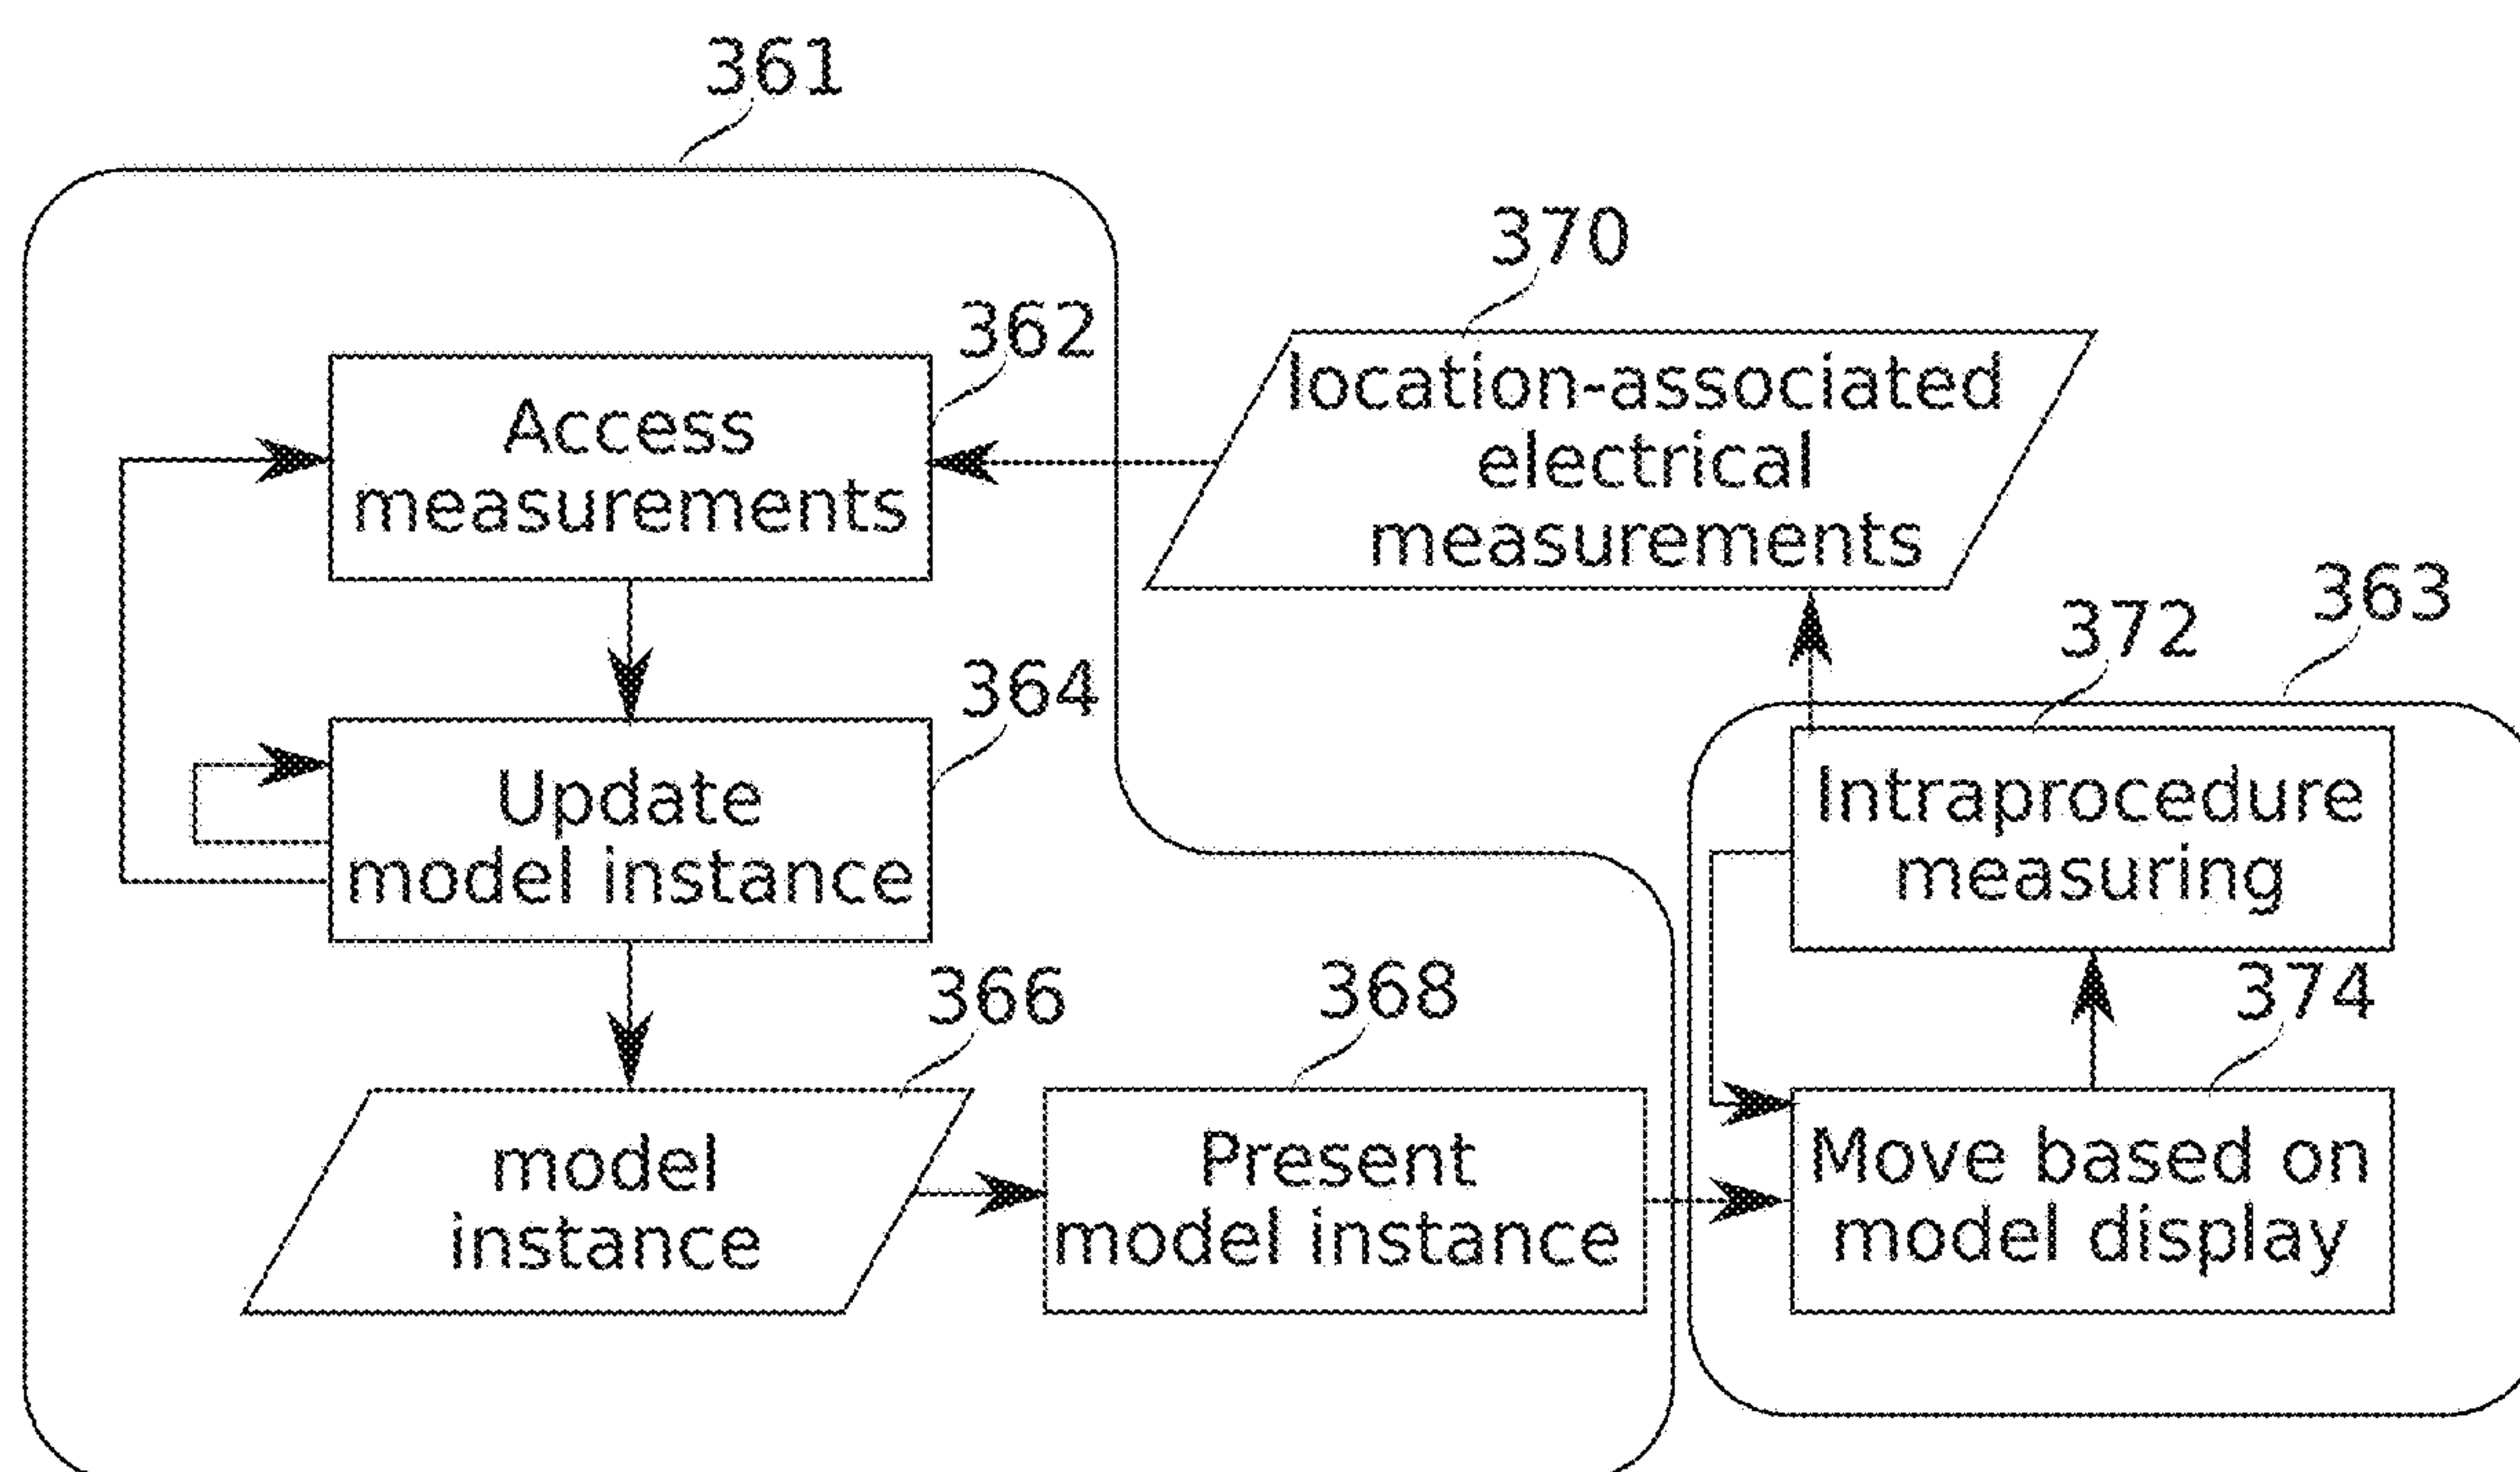 361
370
362
location-associated
electrical
measurements
Access
measurements
363
372
364
Intraprocedure
measuring
Update
model instance
366
368
374
model
instance
Present
model instance
Move based on
model display